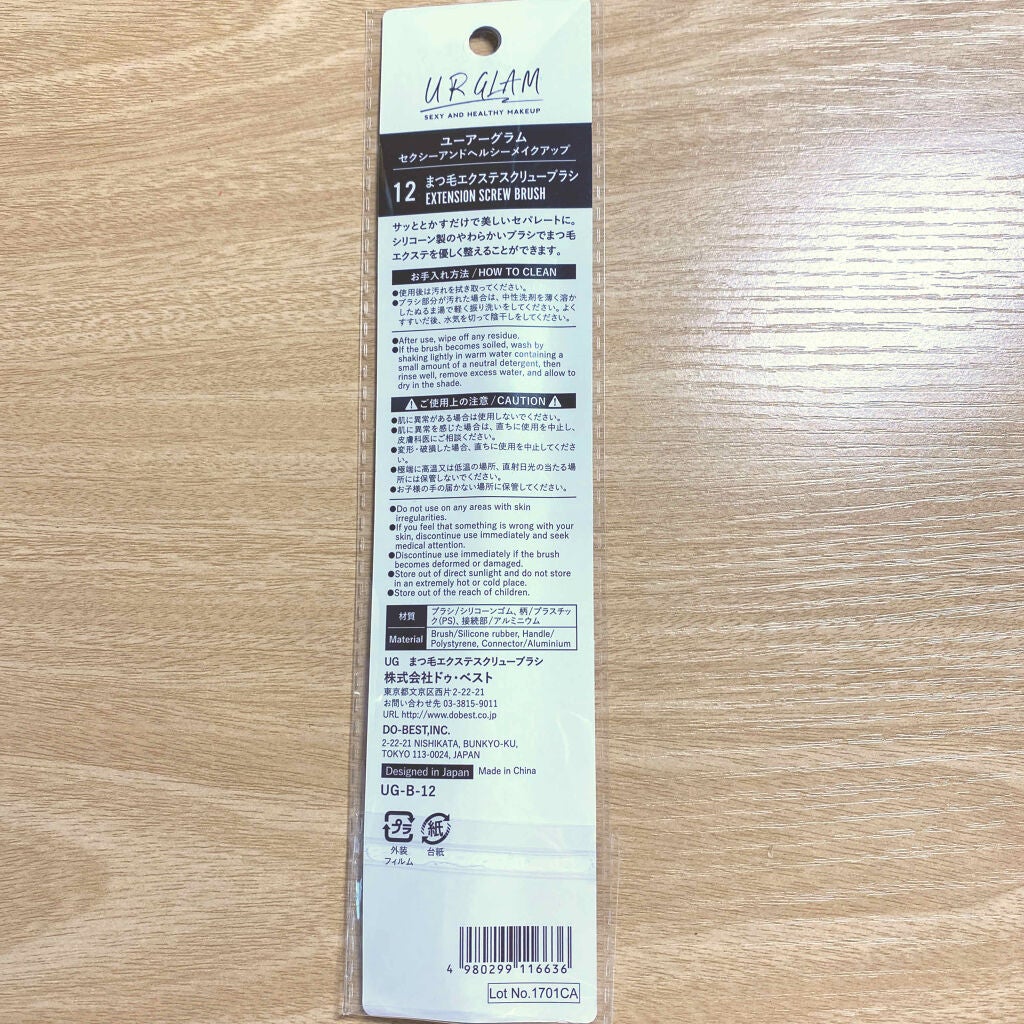 UR GLAM
SEXY AND HEALTHY MAKEUP
ユーアーグラム
セクシーアンドヘルシーメイクアップ
12 まつ毛エクステスクリューブラシ
EXTENSION SCREW BRUSH
サッととかすだけで美しいセパレートに。
シリコーン製のやわらかいブラシでまつ毛
エクステを優しく整えることができます。
お手入れ方法/HOW TO CLEAN
●使用後は汚れを拭き取ってください。
●ブラシ部分が汚れた場合は、中性洗剤を薄く溶か
したぬるま湯で軽く振り洗いをしてください。よく
すすいだ後、水気を切って陰干しをしてください。
●After use, wipe off any residue.
●If the brush becomes soiled, wash by
shaking lightly in warm water containing a
small amount of a neutral detergent, then
rinse well, remove excess water, and allow to
dry in the shade.
ご使用上の注意/CAUTION
●肌に異常がある場合は使用しないでください。
●肌に異常を感じた場合は、直ちに使用を中止し、
皮膚科医にご相談ください。
●変形・破損した場合、直ちに使用を中止してくださ
い。
●極端に高温又は低温の場所、直射日光の当たる場
所には保管しないでください。
●お子様の手の届かない場所に保管してください。
●Do not use on any areas with skin
irregularities.
●If you feel that something is wrong with your
skin, discontinue use immediately and seek
medical attention.
●Discontinue use immediately if the brush
becomes deformed or damaged.
●Store out of direct sunlight and do not store
in an extremely hot or cold place.
●Store out of the reach of children.
材質 ブラシ/シリコーンゴム、柄/プラスチッ
ク(PS)、接続部/アルミニウム
Material Brush/Silicone rubber, Handle/
Polystyrene, Connector/Aluminium
UG まつ毛エクステスクリューブラシ
株式会社ドゥ・ベスト
東京都文京区西片2-22-21
お問い合わせ先 03-3815-9011
URL http://www.dobest.co.jp
DO-BEST,INC.
2-22-21 NISHIKATA, BUNKYO-KU,
TOKYO 113-0024, JAPAN
Designed in Japan Made in China
UG-B-12
プラ 紙
外装 台紙
フィルム
4 980299 116636
Lot No.1701CA